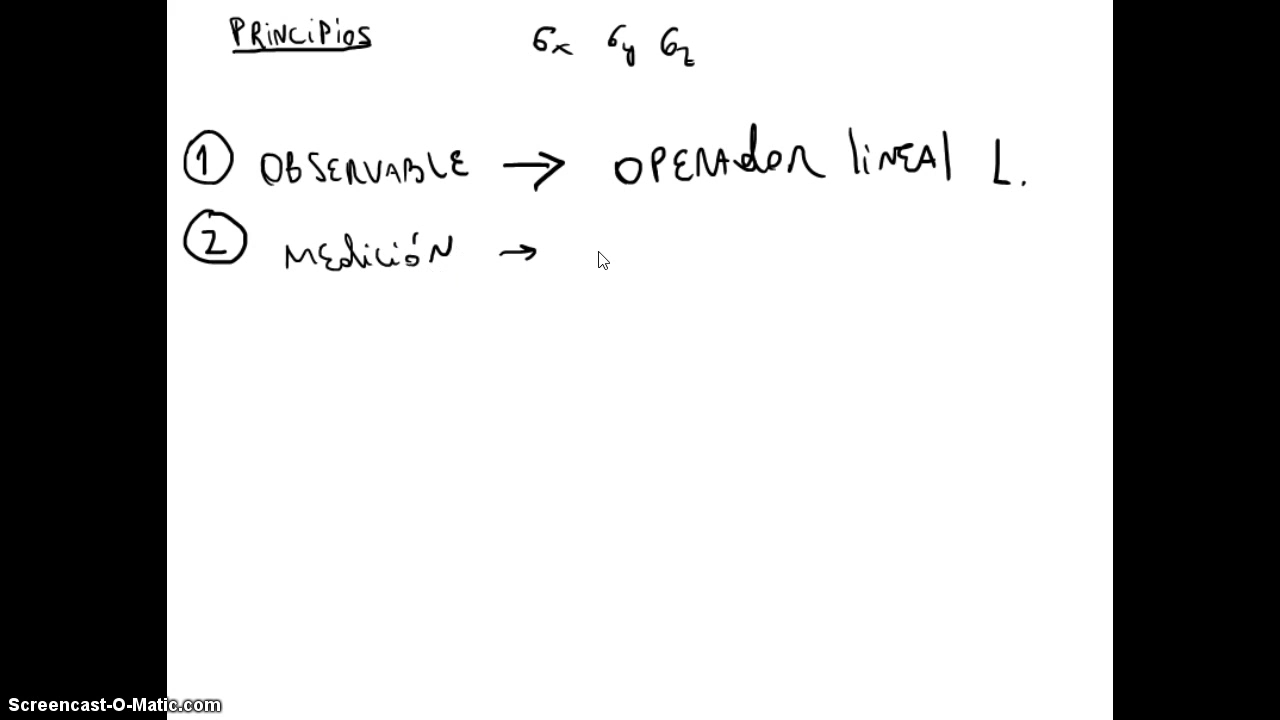 PRINCIPIOS σx σy σz
1 OBSERVABLE → OPERADOR LINEAL L.
2 MEDICIÓN →
Screencast-O-Matic.com